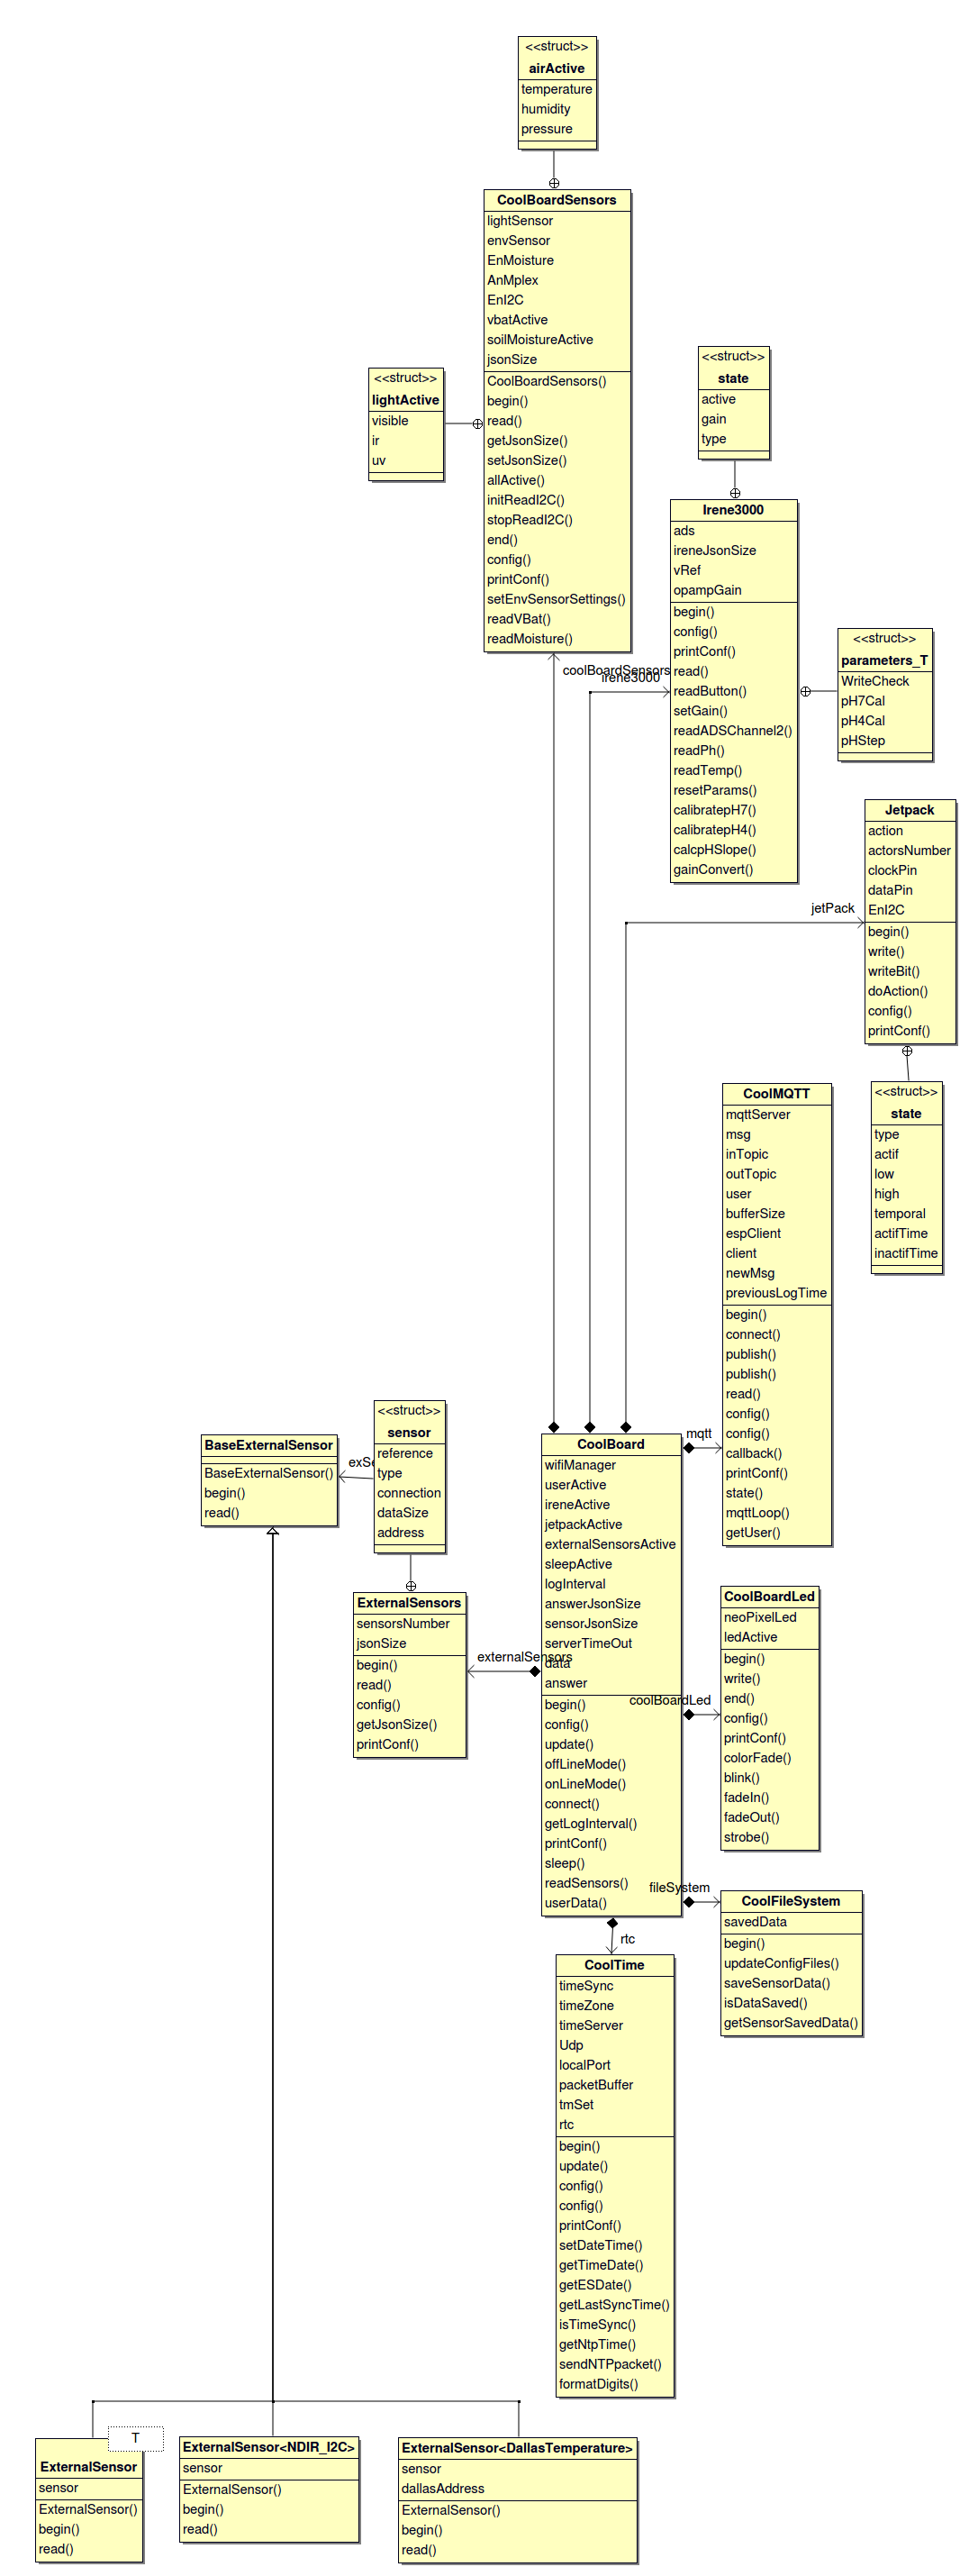 <<struct>>
airActive
temperature
humidity
pressure
CoolBoardSensors
lightSensor
envSensor
EnMoisture
AnMplex
EnI2C
vbatActive
soilMoistureActive
jsonSize
CoolBoardSensors()
begin()
read()
getJsonSize()
setJsonSize()
allActive()
initReadI2C()
stopReadI2C()
end()
config()
printConf()
setEnvSensorSettings()
readVBat()
readMoisture()
<<struct>>
lightActive
visible
ir
uv
<<struct>>
state
active
gain
type
Irene3000
ads
ireneJsonSize
vRef
opampGain
begin()
config()
printConf()
read()
readButton()
setGain()
readADSChannel2()
readPh()
readTemp()
resetParams()
calibratepH7()
calibratepH4()
calcpHSlope()
gainConvert()
<<struct>>
parameters_T
WriteCheck
pH7Cal
pH4Cal
pHStep
coolBoardSensors
irene3000
Jetpack
action
actorsNumber
clockPin
dataPin
EnI2C
begin()
write()
writeBit()
doAction()
config()
printConf()
jetPack
<<struct>>
state
type
actif
low
high
temporal
actifTime
inactifTime
CoolMQTT
mqttServer
msg
inTopic
outTopic
user
bufferSize
espClient
client
newMsg
previousLogTime
begin()
connect()
publish()
publish()
read()
config()
config()
callback()
printConf()
state()
mqttLoop()
getUser()
<<struct>>
sensor
reference
type
connection
dataSize
address
BaseExternalSensor
BaseExternalSensor()
begin()
read()
CoolBoard
wifiManager
userActive
ireneActive
jetpackActive
externalSensorsActive
sleepActive
logInterval
answerJsonSize
sensorJsonSize
serverTimeOut
data
answer
begin()
config()
update()
offLineMode()
onLineMode()
connect()
getLogInterval()
printConf()
sleep()
readSensors()
userData()
mqtt
ExternalSensors
sensorsNumber
jsonSize
begin()
read()
config()
getJsonSize()
printConf()
externalSensors
coolBoardLed
CoolBoardLed
neoPixelLed
ledActive
begin()
write()
end()
config()
printConf()
colorFade()
blink()
fadeIn()
fadeOut()
strobe()
fileSystem
CoolFileSystem
savedData
begin()
updateConfigFiles()
saveSensorData()
isDataSaved()
getSensorSavedData()
rtc
CoolTime
timeSync
timeZone
timeServer
Udp
localPort
packetBuffer
tmSet
rtc
begin()
update()
config()
config()
printConf()
setDateTime()
getTimeDate()
getESDate()
getLastSyncTime()
isTimeSync()
getNtpTime()
sendNTPpacket()
formatDigits()
T
ExternalSensor
sensor
ExternalSensor()
begin()
read()
ExternalSensor<NDIR_I2C>
sensor
ExternalSensor()
begin()
read()
ExternalSensor<DallasTemperature>
sensor
dallasAddress
ExternalSensor()
begin()
read()